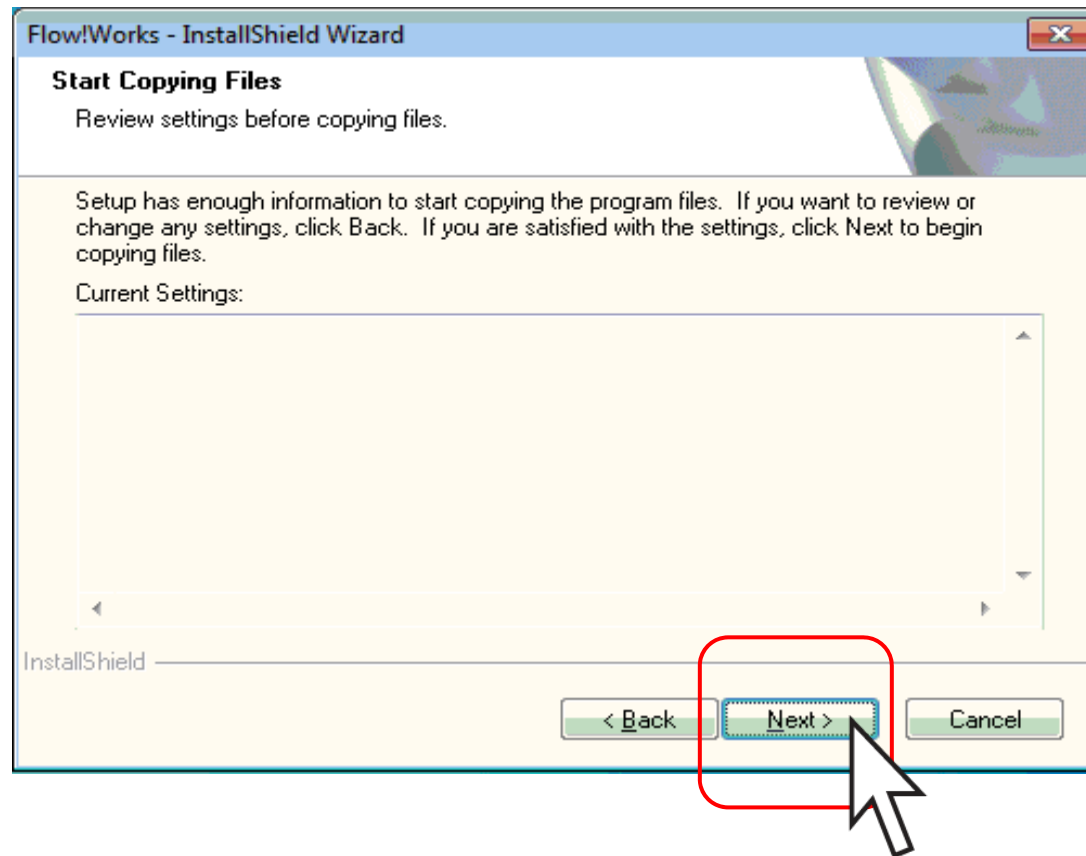 Flow!Works - InstallShield Wizard
Start Copying Files
Review settings before copying files.
Setup has enough information to start copying the program files.  If you want to review or
change any settings, click Back.  If you are satisfied with the settings, click Next to begin
copying files.
Current Settings:
InstallShield
< Back
Next >
Cancel